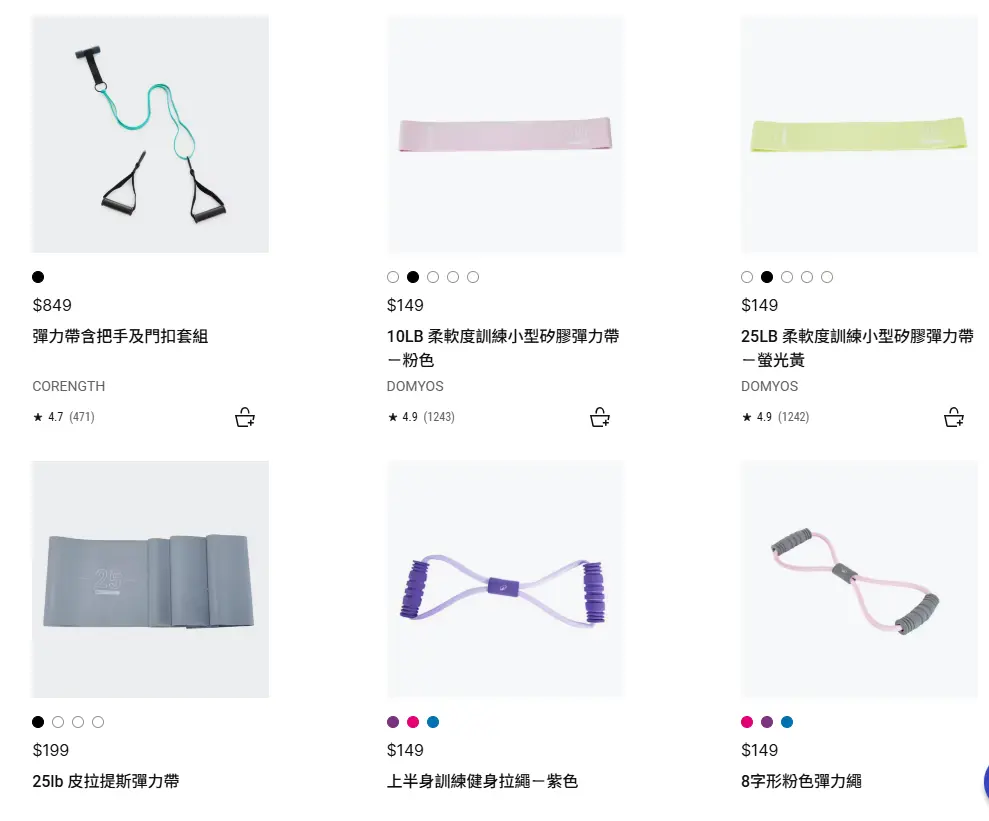 $849
彈力帶含把手及門扣套組
CORENGTH
★ 4.7 (471)
$149
10LB 柔軟度訓練小型矽膠彈力帶
－粉色
DOMYOS
★ 4.9 (1243)
$149
25LB 柔軟度訓練小型矽膠彈力帶
－螢光黃
DOMYOS
★ 4.9 (1242)
25
$199
25lb 皮拉提斯彈力帶
$149
上半身訓練健身拉繩－紫色
$149
8字形粉色彈力繩